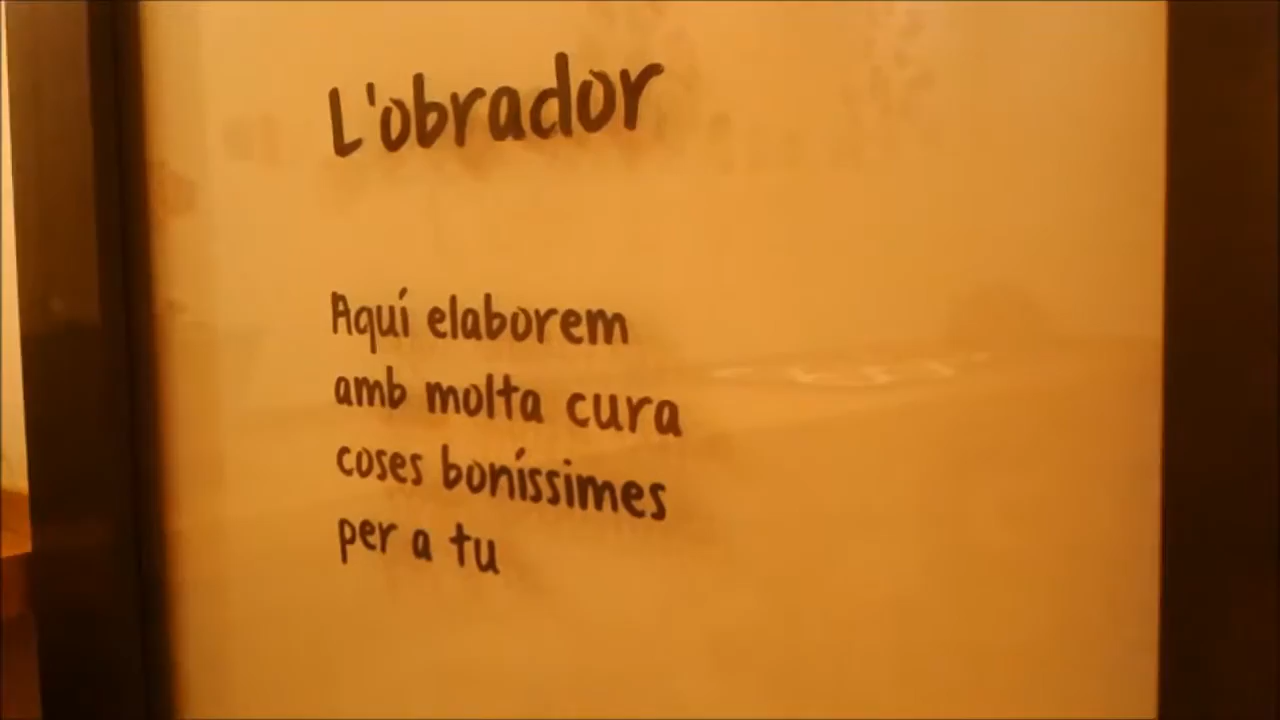 L'obrador
Aquí elaborem
amb molta cura
coses boníssimes
per a tu